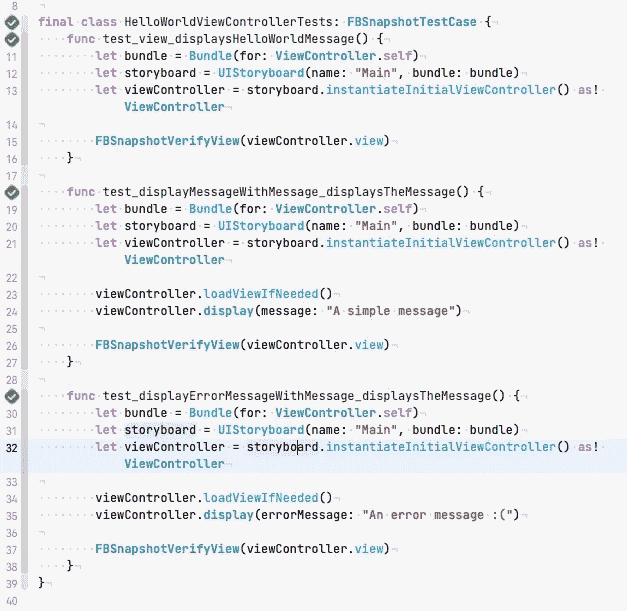 8
final class HelloWorldViewControllerTests: FBSnapshotTestCase {
func test_view_displaysHelloWorldMessage() {
11 let bundle = Bundle(for: ViewController.self)
12 let storyboard = UIStoryboard(name: "Main", bundle: bundle)
13 let viewController = storyboard.instantiateInitialViewController() as!
ViewController
14
15 FBSnapshotVerifyView(viewController.view)
16 }
17
func test_displayMessageWithMessage_displaysTheMessage() {
19 let bundle = Bundle(for: ViewController.self)
20 let storyboard = UIStoryboard(name: "Main", bundle: bundle)
21 let viewController = storyboard.instantiateInitialViewController() as!
ViewController
22
23 viewController.loadViewIfNeeded()
24 viewController.display(message: "A simple message")
25
26 FBSnapshotVerifyView(viewController.view)
27 }
28
func test_displayErrorMessageWithMessage_displaysTheMessage() {
30 let bundle = Bundle(for: ViewController.self)
31 let storyboard = UIStoryboard(name: "Main", bundle: bundle)
32 let viewController = storyboard.instantiateInitialViewController() as!
ViewController
33
34 viewController.loadViewIfNeeded()
35 viewController.display(errorMessage: "An error message :(")
36
37 FBSnapshotVerifyView(viewController.view)
38 }
39 }
40